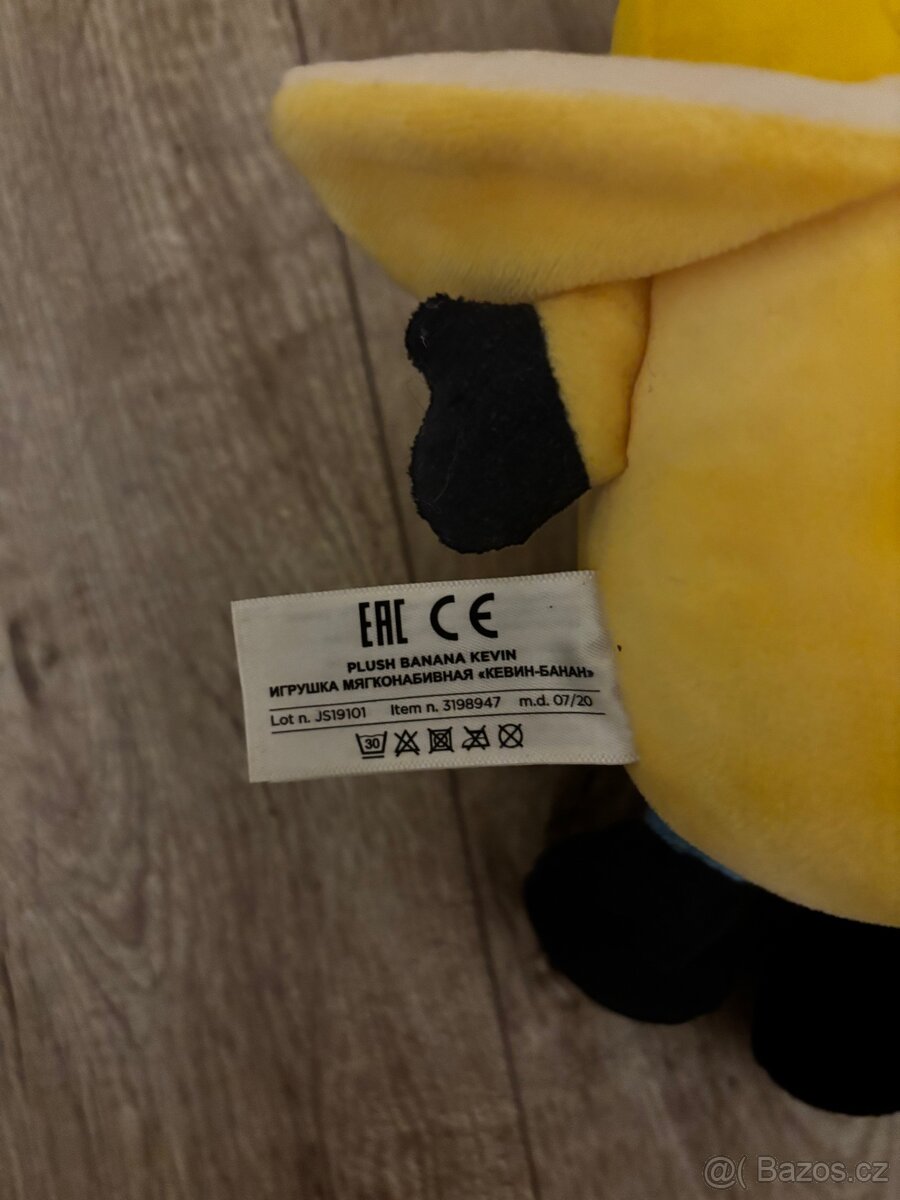 EAC CE
PLUSH BANANA KEVIN
ИГРУШКА МЯГКОНАБИВНАЯ «КЕВИН-БАНАН»
Lot n. JS19101 Item n. 3198947 m.d. 07/20
30
@( Bazos.cz